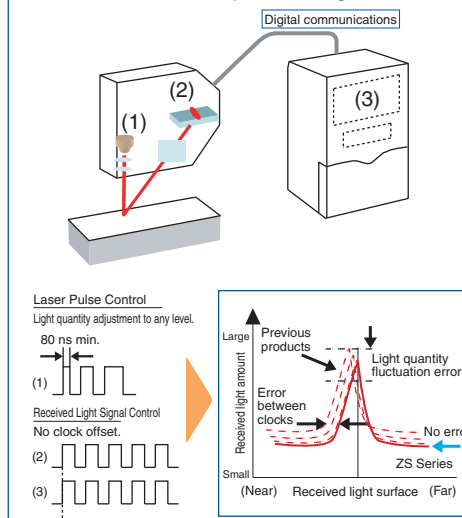 Digital communications
(1)
(2)
(3)
Laser Pulse Control
Light quantity adjustment to any level.
80 ns min.
(1)
Received Light Signal Control
No clock offset.
(2)
(3)
Large
Received light amount
Small
Previous
products
Light quantity
fluctuation error
Error
between
clocks
No erro
ZS Series
(Near)
Received light surface
(Far)